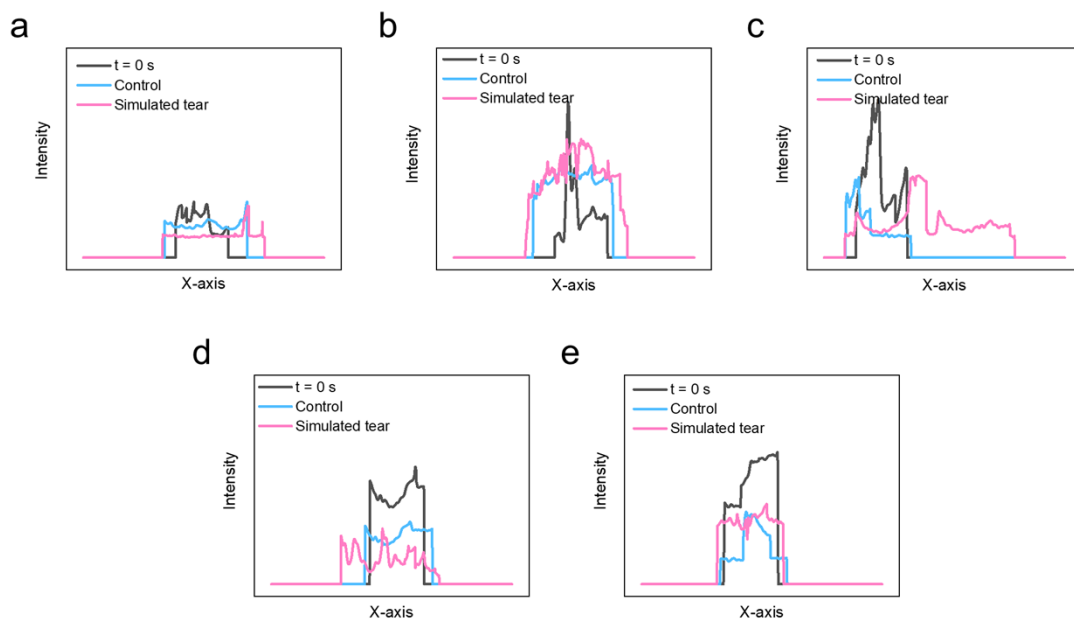 a
t = 0 s
Control
Simulated tear
Intensity
X-axis
b
t = 0 s
Control
Simulated tear
Intensity
X-axis
c
t = 0 s
Control
Simulated tear
Intensity
X-axis
d
t = 0 s
Control
Simulated tear
Intensity
X-axis
e
t = 0 s
Control
Simulated tear
Intensity
X-axis